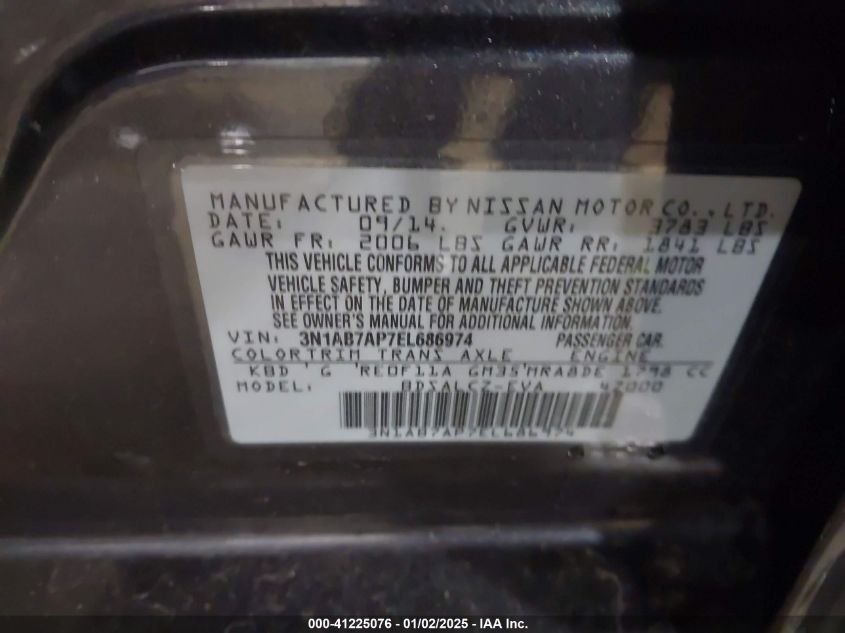 MANUFACTURED BY NISSAN MOTOR CO., LTD.
DATE: 09/14. GVWR: 3783 LBS
GAWR FR: 2006 LBS GAWR RR: 1841 LBS
THIS VEHICLE CONFORMS TO ALL APPLICABLE FEDERAL MOTOR
VEHICLE SAFETY, BUMPER AND THEFT PREVENTION STANDARDS
IN EFFECT ON THE DATE OF MANUFACTURE SHOWN ABOVE.
SEE OWNER'S MANUAL FOR ADDITIONAL INFORMATION.
VIN: 3N1AB7AP7EL686974 PASSENGER CAR.
COLOR TRIM TRANS AXLE ENGINE
KBD G RE0F11A GM35 MRA8DE 1798 CC
MODEL: BDSALCZ-EVA 4Z000
3N1AB7AP7EL686974
000-41225076 - 01/02/2025 - IAA Inc.